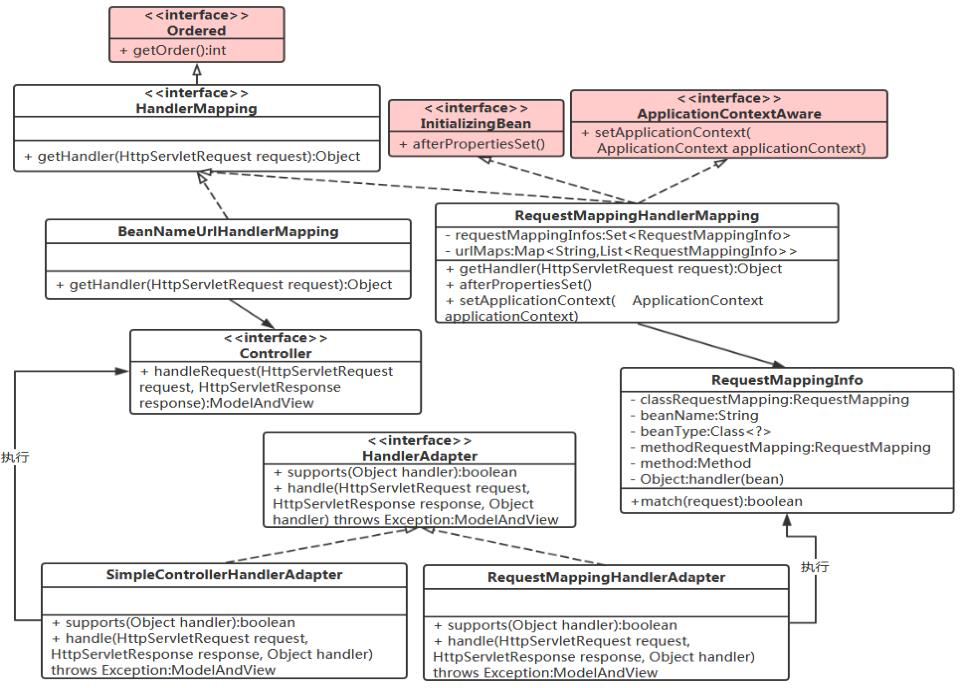 <<interface>>
Ordered
+ getOrder():int
<<interface>>
HandlerMapping
+ getHandler(HttpServletRequest request):Object
<<interface>>
InitializingBean
+ afterPropertiesSet()
<<interface>>
ApplicationContextAware
+ setApplicationContext(
ApplicationContext applicationContext)
BeanNameUrlHandlerMapping
+ getHandler(HttpServletRequest request):Object
RequestMappingHandlerMapping
- requestMappingInfos:Set<RequestMappingInfo>
- urlMaps:Map<String,List<RequestMappingInfo>>
+ getHandler(HttpServletRequest request):Object
+ afterPropertiesSet()
+ setApplicationContext( ApplicationContext
applicationContext)
<<interface>>
Controller
+ handleRequest(HttpServletRequest
request, HttpServletResponse
response):ModelAndView
RequestMappingInfo
- classRequestMapping:RequestMapping
- beanName:String
- beanType:Class<?>
- methodRequestMapping:RequestMapping
- method:Method
- Object:handler(bean)
+match(request):boolean
执行
<<interface>>
HandlerAdapter
+ supports(Object handler):boolean
+ handle(HttpServletRequest request,
HttpServletResponse response, Object
handler) throws Exception:ModelAndView
执行
SimpleControllerHandlerAdapter
+ supports(Object handler):boolean
+ handle(HttpServletRequest request,
HttpServletResponse response, Object handler)
throws Exception:ModelAndView
RequestMappingHandlerAdapter
+ supports(Object handler):boolean
+ handle(HttpServletRequest request,
HttpServletResponse response, Object handler)
throws Exception:ModelAndView